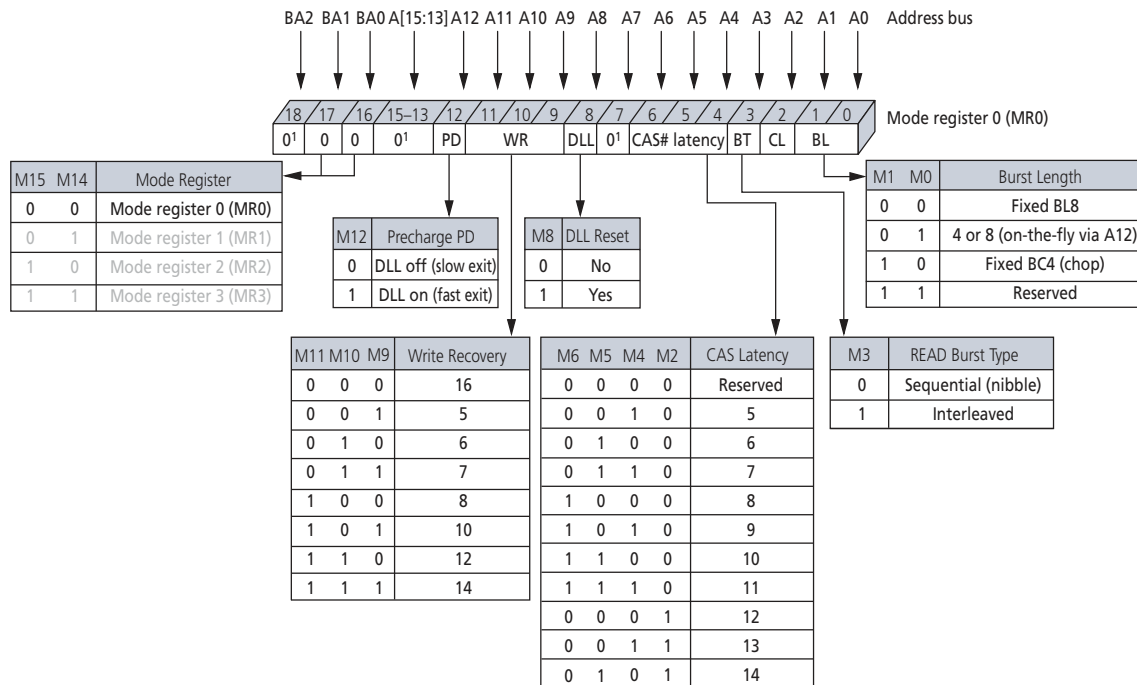 BA2 BA1 BA0 A[15:13] A12 A11 A10 A9 A8 A7 A6 A5 A4 A3 A2 A1 A0 Address bus
18 17 16 15–13 12 11 10 9 8 7 6 5 4 3 2 1 0 Mode register 0 (MR0)
0¹ 0 0 0¹ PD WR DLL 0¹ CAS# latency BT CL BL
M15 M14 Mode Register
0 0 Mode register 0 (MR0)
0 1 Mode register 1 (MR1)
1 0 Mode register 2 (MR2)
1 1 Mode register 3 (MR3)
M12 Precharge PD
0 DLL off (slow exit)
1 DLL on (fast exit)
M8 DLL Reset
0 No
1 Yes
M1 M0 Burst Length
0 0 Fixed BL8
0 1 4 or 8 (on-the-fly via A12)
1 0 Fixed BC4 (chop)
1 1 Reserved
M11 M10 M9 Write Recovery
0 0 0 16
0 0 1 5
0 1 0 6
0 1 1 7
1 0 0 8
1 0 1 10
1 1 0 12
1 1 1 14
M6 M5 M4 M2 CAS Latency
0 0 0 0 Reserved
0 0 1 0 5
0 1 0 0 6
0 1 1 0 7
1 0 0 0 8
1 0 1 0 9
1 1 0 0 10
1 1 1 0 11
0 0 0 1 12
0 0 1 1 13
0 1 0 1 14
M3 READ Burst Type
0 Sequential (nibble)
1 Interleaved